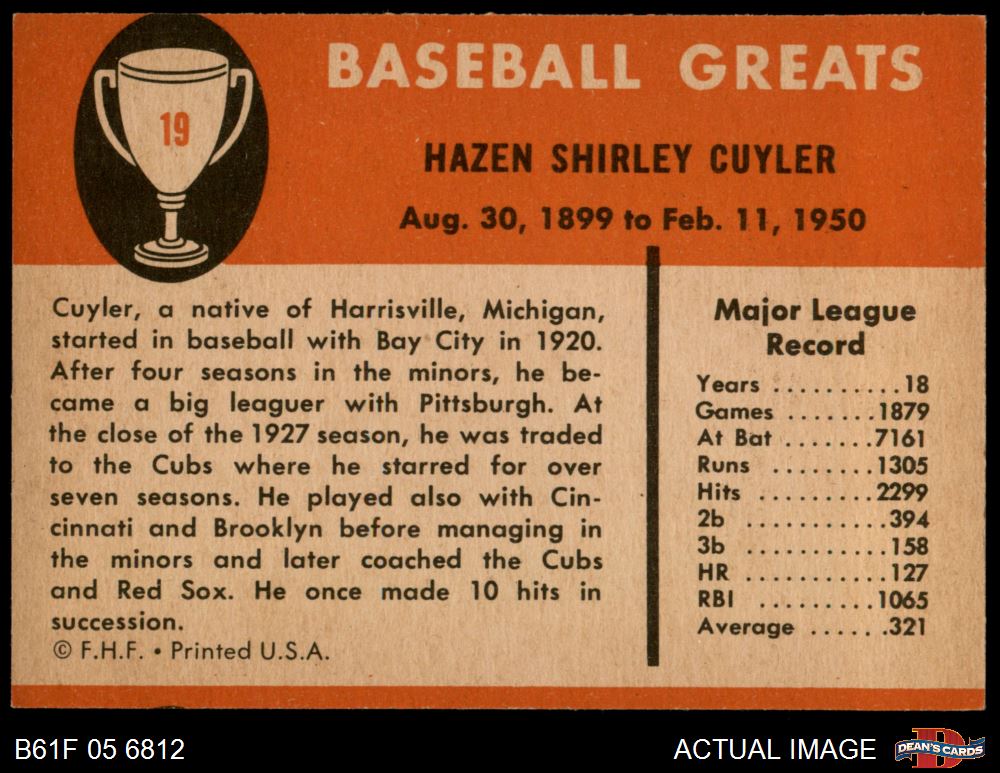 19
BASEBALL GREATS
HAZEN SHIRLEY CUYLER
Aug. 30, 1899 to Feb. 11, 1950
Cuyler, a native of Harrisville, Michigan,
started in baseball with Bay City in 1920.
After four seasons in the minors, he be-
came a big leaguer with Pittsburgh. At
the close of the 1927 season, he was traded
to the Cubs where he starred for over
seven seasons. He played also with Cin-
cinnati and Brooklyn before managing in
the minors and later coached the Cubs
and Red Sox. He once made 10 hits in
succession.
© F.H.F. • Printed U.S.A.
Major League
Record
Years ..........18
Games .......1879
At Bat .......7161
Runs ........1305
Hits .........2299
2b ...........394
3b ...........158
HR ...........127
RBI .........1065
Average ......321
B61F 05 6812
ACTUAL IMAGE
D
DEAN'S CARDS